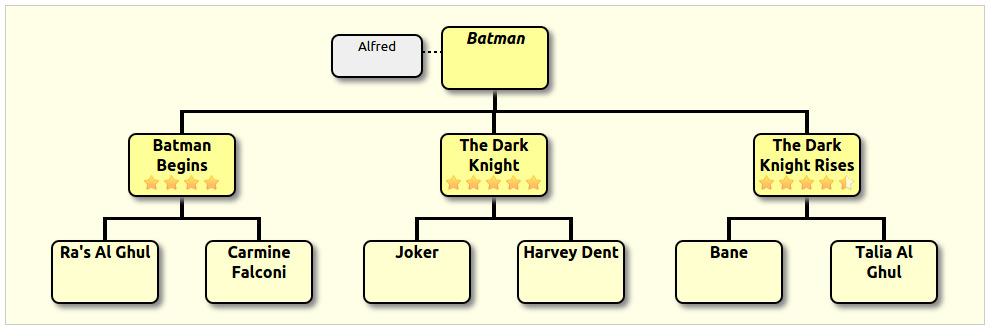 Alfred
Batman
Batman
Begins
The Dark
Knight
The Dark
Knight Rises
Ra's Al Ghul
Carmine
Falconi
Joker
Harvey Dent
Bane
Talia Al
Ghul